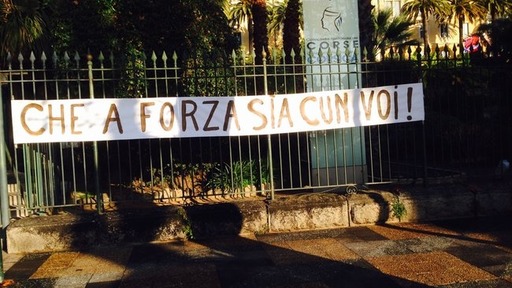 CORSE
CHE A FORZA SIA CUN VOI!